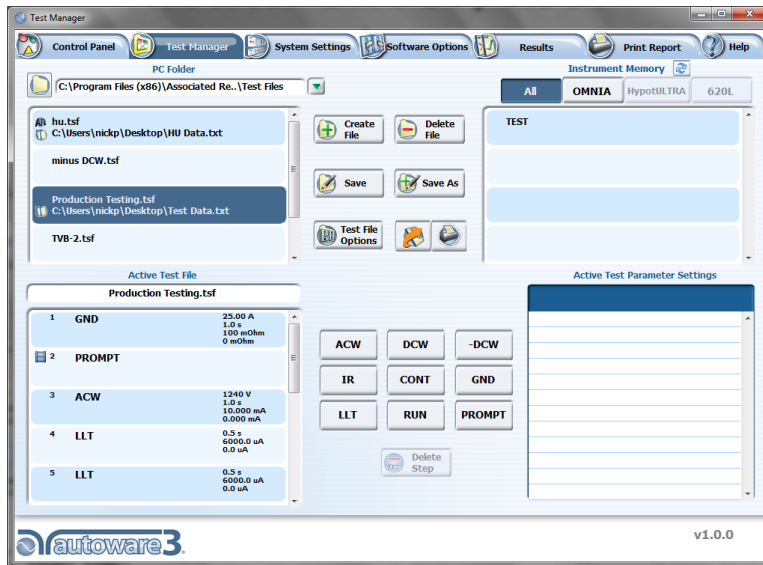 Test Manager
Control Panel
Test Manager
System Settings
Software Options
Results
Print Report
Help
PC Folder
C:\Program Files (x86)\Associated Re..\Test Files
Instrument Memory
All
OMNIA
HypotULTRA
620L
hu.tsf
C:\Users\nickp\Desktop\HU Data.txt
minus DCW.tsf
Production Testing.tsf
C:\Users\nickp\Desktop\Test Data.txt
TVB-2.tsf
Create
File
Delete
File
Save
Save As
Test File
Options
TEST
Active Test File
Production Testing.tsf
1 GND 25.00 A
1.0 s
100 mOhm
0 mOhm
2 PROMPT
3 ACW 1240 V
1.0 s
10.000 mA
0.000 mA
4 LLT 0.5 s
6000.0 uA
0.0 uA
5 LLT 0.5 s
6000.0 uA
0.0 uA
ACW
DCW
-DCW
IR
CONT
GND
LLT
RUN
PROMPT
Delete
Step
Active Test Parameter Settings
autoware3.
v1.0.0